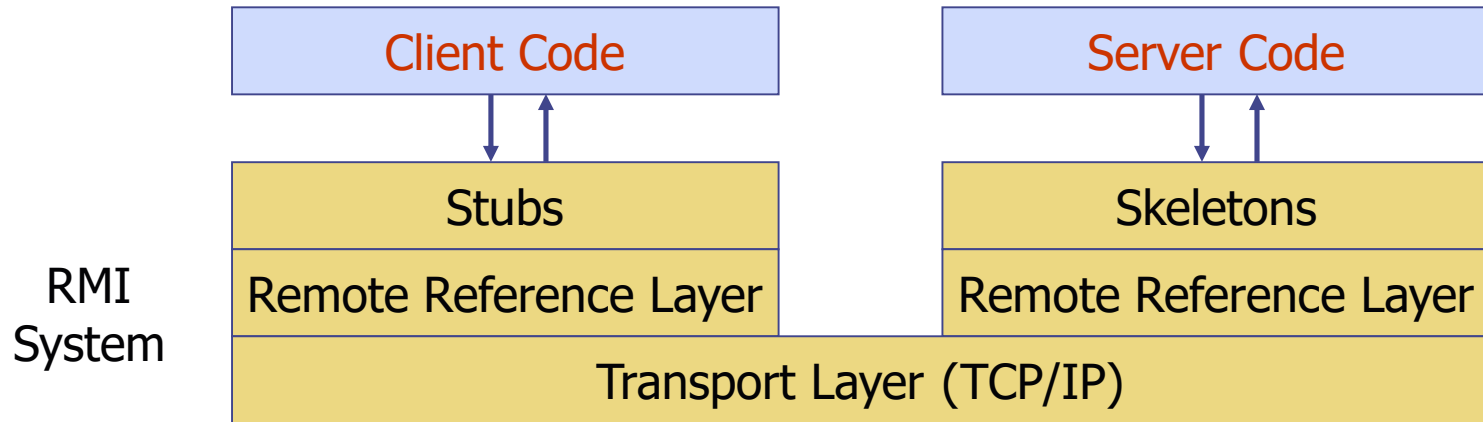 Client Code
Server Code
Stubs
Skeletons
RMI
System
Remote Reference Layer
Remote Reference Layer
Transport Layer (TCP/IP)